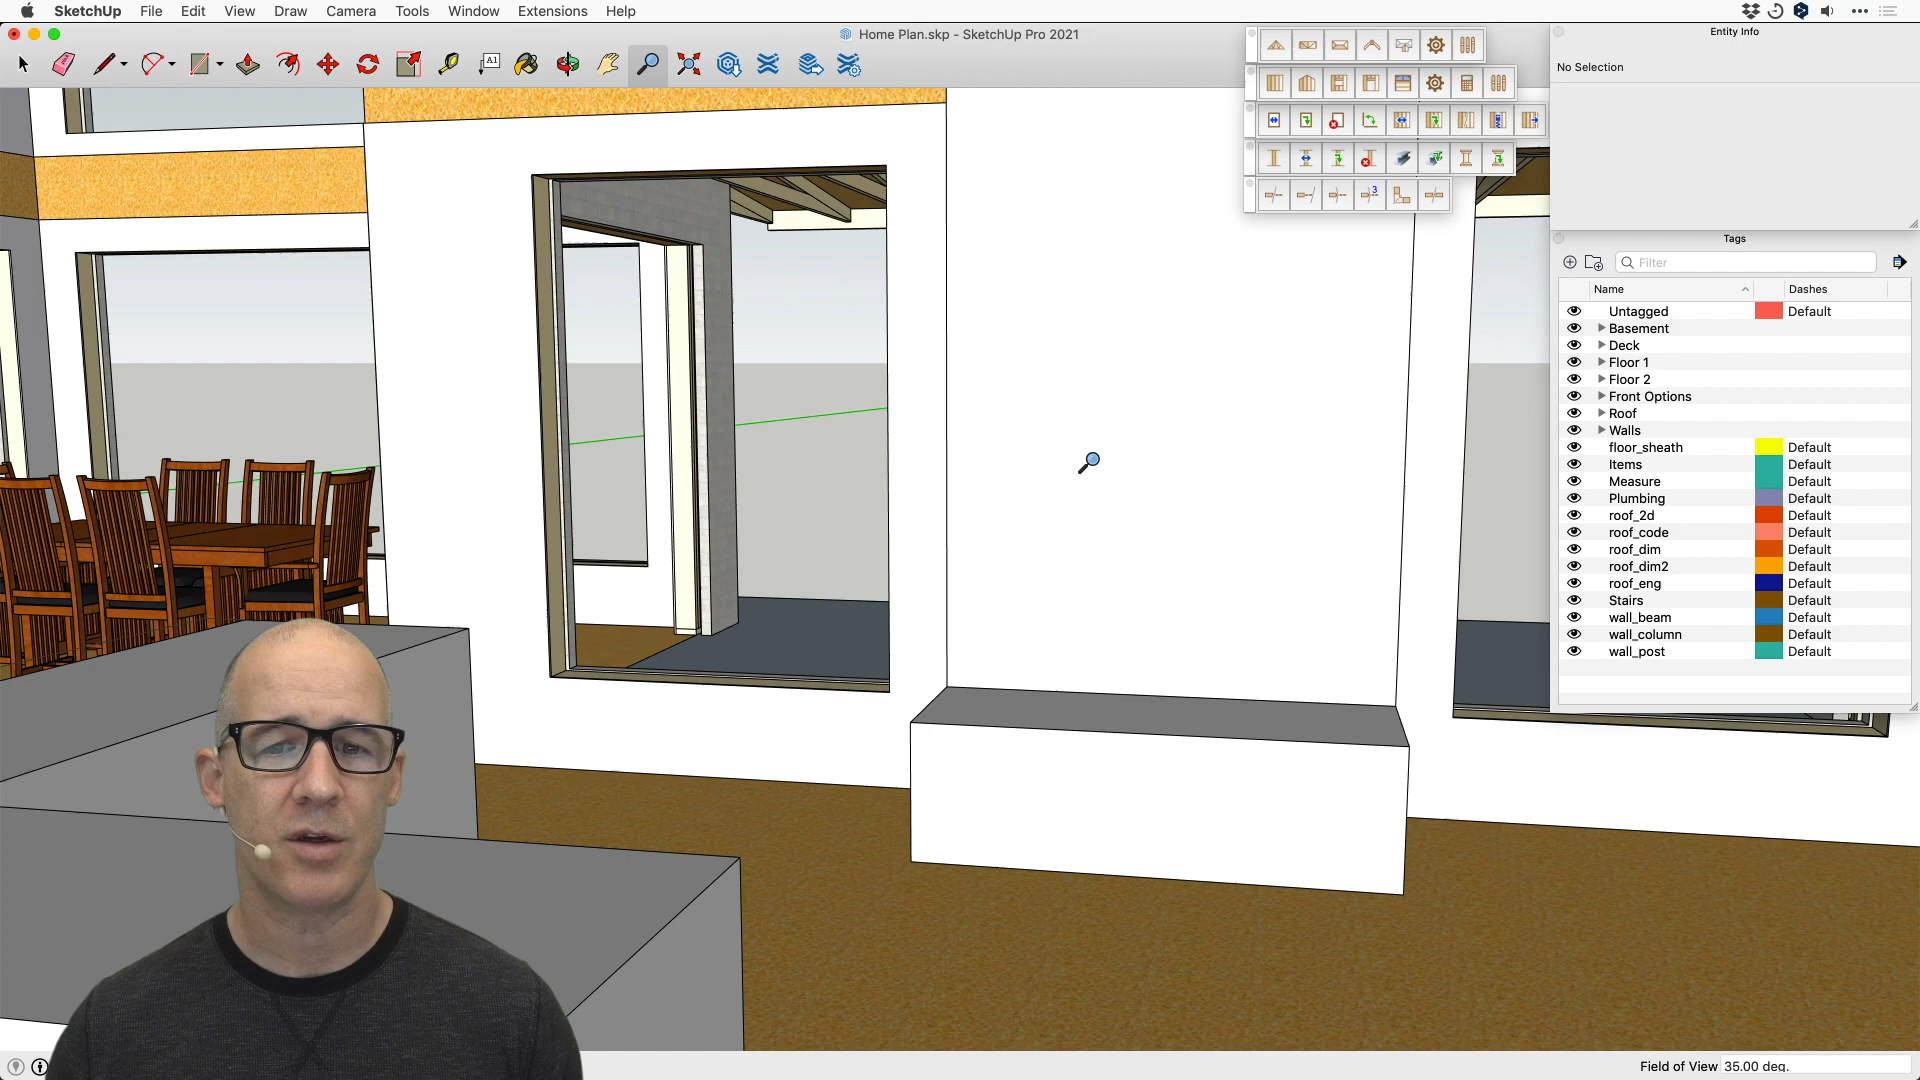 SketchUp File Edit View Draw Camera Tools Window Extensions Help
Home Plan.skp - SketchUp Pro 2021
A1
3
Entity Info
No Selection
Tags
Filter
Name Dashes
Untagged Default
Basement
Deck
Floor 1
Floor 2
Front Options
Roof
Walls
floor_sheath Default
Items Default
Measure Default
Plumbing Default
roof_2d Default
roof_code Default
roof_dim Default
roof_dim2 Default
roof_eng Default
Stairs Default
wall_beam Default
wall_column Default
wall_post Default
Field of View 35.00 deg.